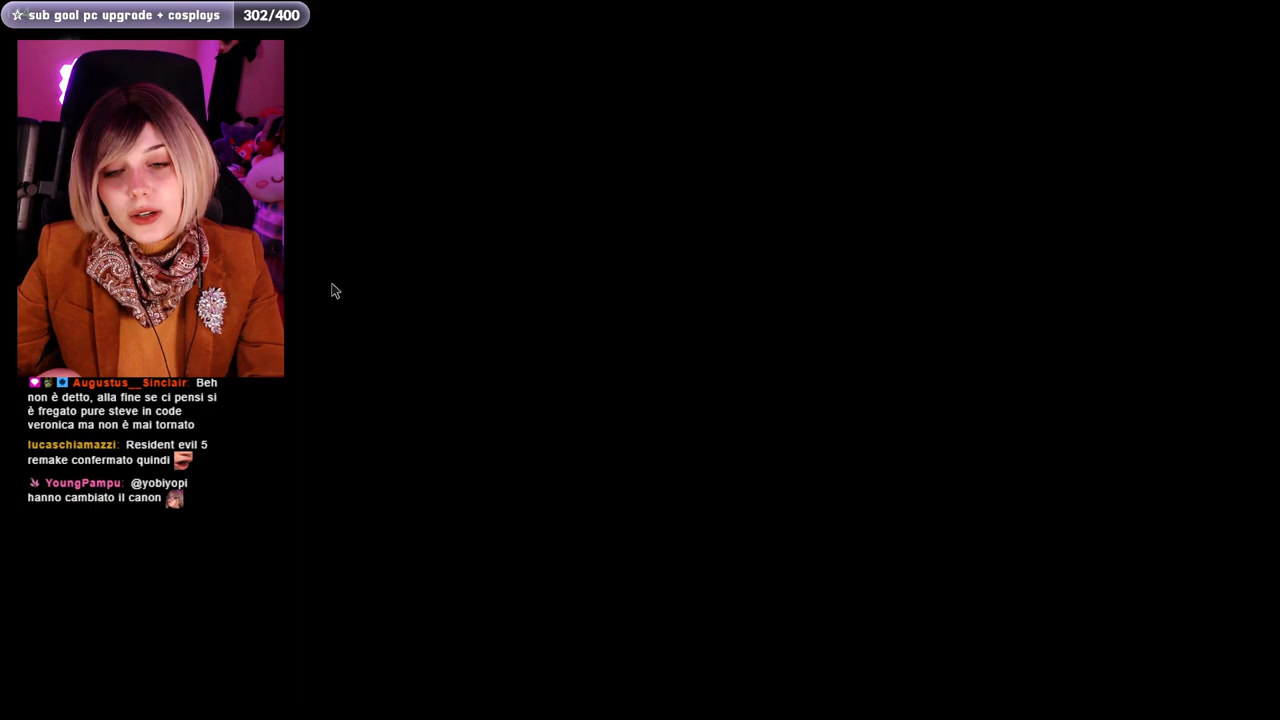 sub goal pc upgrade + cosplays 302/400
Augustus__Sinclair: Beh
non è detto, alla fine se ci pensi si
è fregato pure steve in code
veronica ma non è mai tornato
lucaschiamazzi: Resident evil 5
remake confermato quindi
YoungPampu: @yobiyopi
hanno cambiato il canon